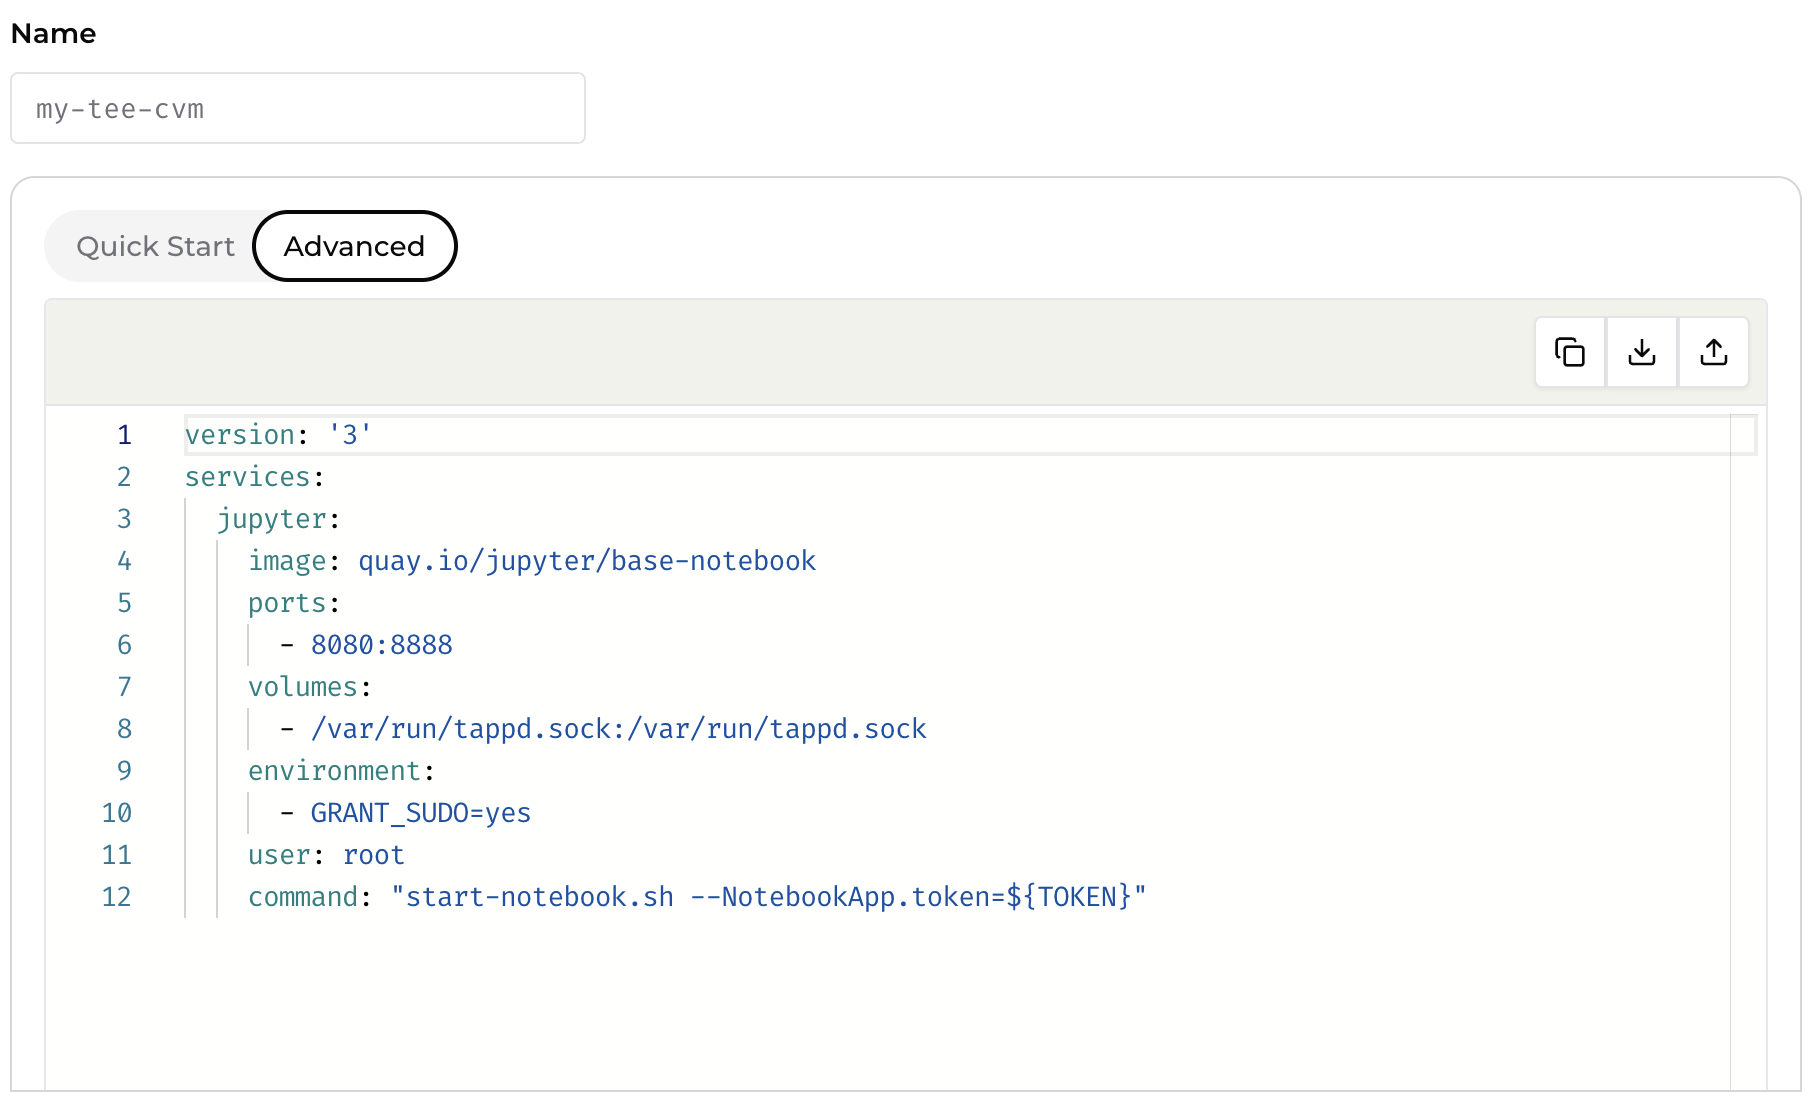 Name
my-tee-cvm
Quick Start Advanced
1 version: '3'
2 services:
3   jupyter:
4     image: quay.io/jupyter/base-notebook
5     ports:
6       - 8080:8888
7     volumes:
8       - /var/run/tappd.sock:/var/run/tappd.sock
9     environment:
10       - GRANT_SUDO=yes
11     user: root
12     command: "start-notebook.sh --NotebookApp.token=${TOKEN}"